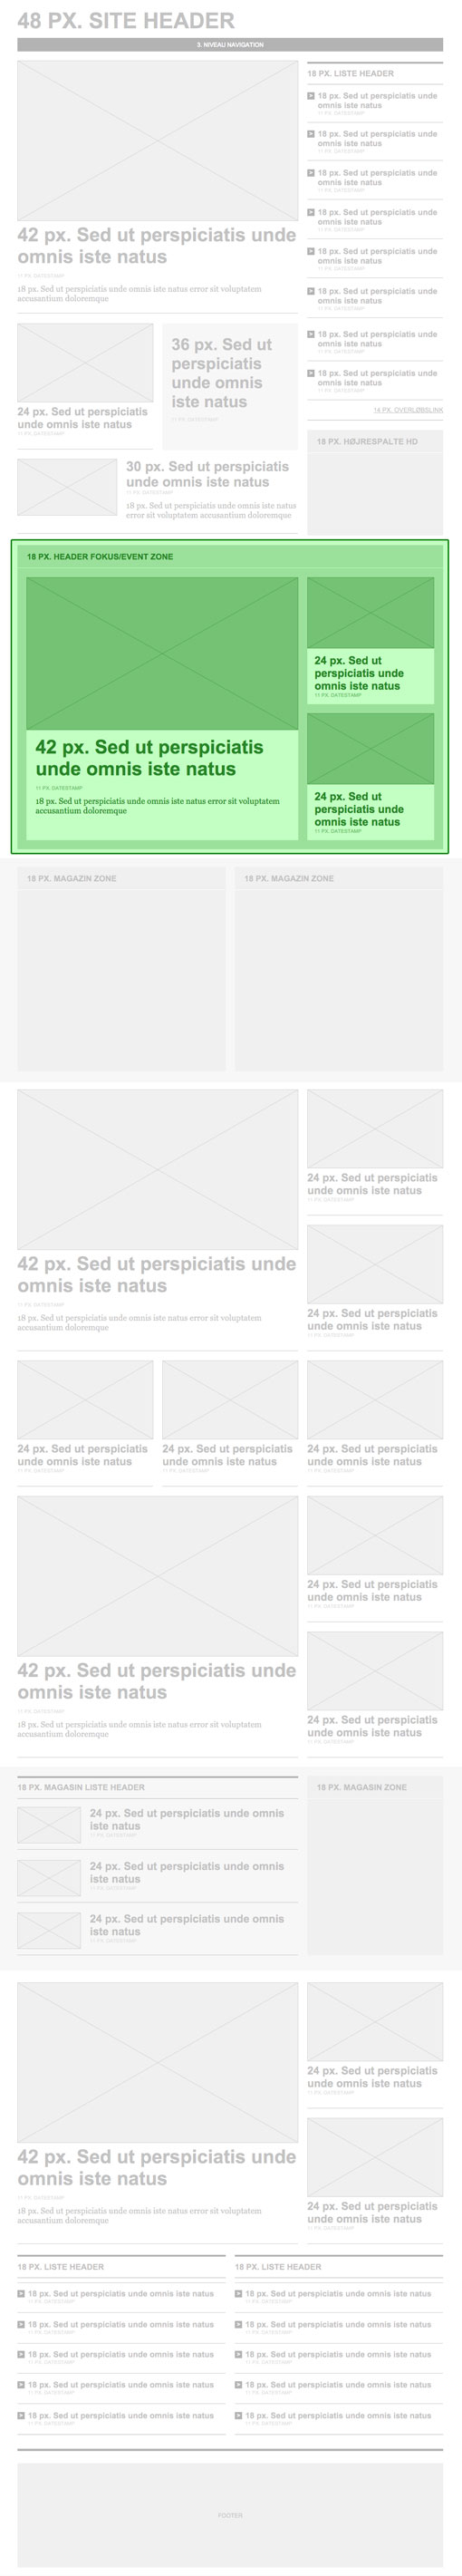 48 PX. SITE HEADER
3. NIVEAU NAVIGATION
42 px. Sed ut perspiciatis unde
omnis iste natus
11 PX. DATESTAMP
18 px. Sed ut perspiciatis unde omnis iste natus error sit voluptatem
accusantium doloremque
24 px. Sed ut perspiciatis
unde omnis iste natus
11 PX. DATESTAMP
36 px. Sed ut
perspiciatis
unde omnis
iste natus
11 PX. DATESTAMP
30 px. Sed ut perspiciatis
unde omnis iste natus
11 PX. DATESTAMP
18 px. Sed ut perspiciatis unde omnis iste natus
error sit voluptatem accusantium doloremque
18 PX. LISTE HEADER
18 px. Sed ut perspiciatis unde
omnis iste natus
11 PX. DATESTAMP
18 px. Sed ut perspiciatis unde
omnis iste natus
11 PX. DATESTAMP
18 px. Sed ut perspiciatis unde
omnis iste natus
11 PX. DATESTAMP
18 px. Sed ut perspiciatis unde
omnis iste natus
11 PX. DATESTAMP
18 px. Sed ut perspiciatis unde
omnis iste natus
11 PX. DATESTAMP
18 px. Sed ut perspiciatis unde
omnis iste natus
11 PX. DATESTAMP
18 px. Sed ut perspiciatis unde
omnis iste natus
11 PX. DATESTAMP
18 px. Sed ut perspiciatis unde
omnis iste natus
11 PX. DATESTAMP
14 PX. OVERLØBSLINK
18 PX. HØJRESPALTE HD
18 PX. HEADER FOKUS/EVENT ZONE
42 px. Sed ut perspiciatis
unde omnis iste natus
11 PX. DATESTAMP
18 px. Sed ut perspiciatis unde omnis iste natus error sit voluptatem
accusantium doloremque
24 px. Sed ut
perspiciatis unde
omnis iste natus
11 PX. DATESTAMP
24 px. Sed ut
perspiciatis unde
omnis iste natus
11 PX. DATESTAMP
18 PX. MAGAZIN ZONE
18 PX. MAGAZIN ZONE
42 px. Sed ut perspiciatis unde
omnis iste natus
11 PX. DATESTAMP
18 px. Sed ut perspiciatis unde omnis iste natus error sit voluptatem
accusantium doloremque
24 px. Sed ut perspiciatis
unde omnis iste natus
11 PX. DATESTAMP
24 px. Sed ut perspiciatis
unde omnis iste natus
11 PX. DATESTAMP
24 px. Sed ut perspiciatis
unde omnis iste natus
11 PX. DATESTAMP
24 px. Sed ut perspiciatis
unde omnis iste natus
11 PX. DATESTAMP
24 px. Sed ut perspiciatis
unde omnis iste natus
11 PX. DATESTAMP
42 px. Sed ut perspiciatis unde
omnis iste natus
11 PX. DATESTAMP
18 px. Sed ut perspiciatis unde omnis iste natus error sit voluptatem
accusantium doloremque
24 px. Sed ut perspiciatis
unde omnis iste natus
11 PX. DATESTAMP
24 px. Sed ut perspiciatis
unde omnis iste natus
11 PX. DATESTAMP
18 PX. MAGASIN LISTE HEADER
24 px. Sed ut perspiciatis unde omnis
iste natus
11 PX. DATESTAMP
24 px. Sed ut perspiciatis unde omnis
iste natus
11 PX. DATESTAMP
24 px. Sed ut perspiciatis unde omnis
iste natus
11 PX. DATESTAMP
18 PX. MAGASIN ZONE
42 px. Sed ut perspiciatis unde
omnis iste natus
11 PX. DATESTAMP
18 px. Sed ut perspiciatis unde omnis iste natus error sit voluptatem
accusantium doloremque
24 px. Sed ut perspiciatis
unde omnis iste natus
11 PX. DATESTAMP
24 px. Sed ut perspiciatis
unde omnis iste natus
11 PX. DATESTAMP
18 PX. LISTE HEADER
18 px. Sed ut perspiciatis unde omnis iste natus
11 PX. DATESTAMP
18 px. Sed ut perspiciatis unde omnis iste natus
11 PX. DATESTAMP
18 px. Sed ut perspiciatis unde omnis iste natus
11 PX. DATESTAMP
18 px. Sed ut perspiciatis unde omnis iste natus
11 PX. DATESTAMP
18 px. Sed ut perspiciatis unde omnis iste natus
11 PX. DATESTAMP
18 PX. LISTE HEADER
18 px. Sed ut perspiciatis unde omnis iste natus
11 PX. DATESTAMP
18 px. Sed ut perspiciatis unde omnis iste natus
11 PX. DATESTAMP
18 px. Sed ut perspiciatis unde omnis iste natus
11 PX. DATESTAMP
18 px. Sed ut perspiciatis unde omnis iste natus
11 PX. DATESTAMP
18 px. Sed ut perspiciatis unde omnis iste natus
11 PX. DATESTAMP
FOOTER